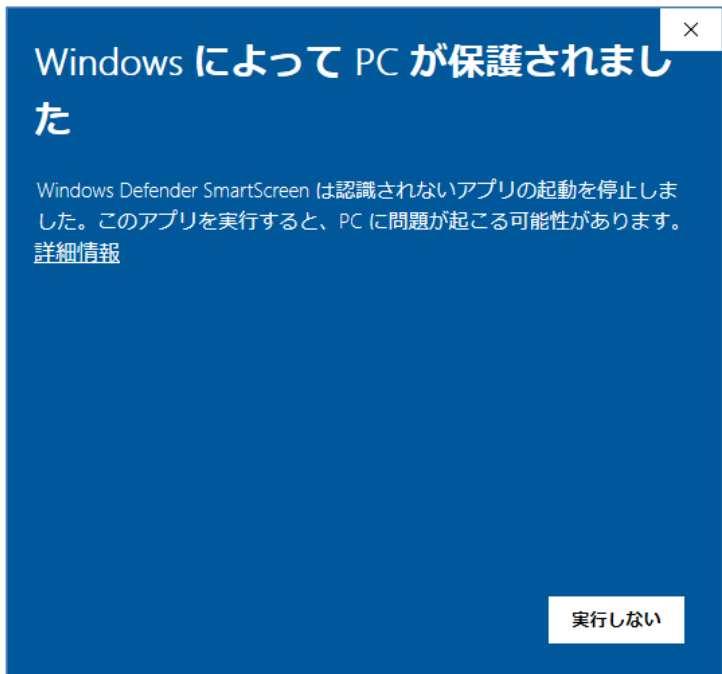 Windows によって PC が保護されまし
た
Windows Defender SmartScreen は認識されないアプリの起動を停止しま
した。このアプリを実行すると、PC に問題が起こる可能性があります。
詳細情報
実行しない